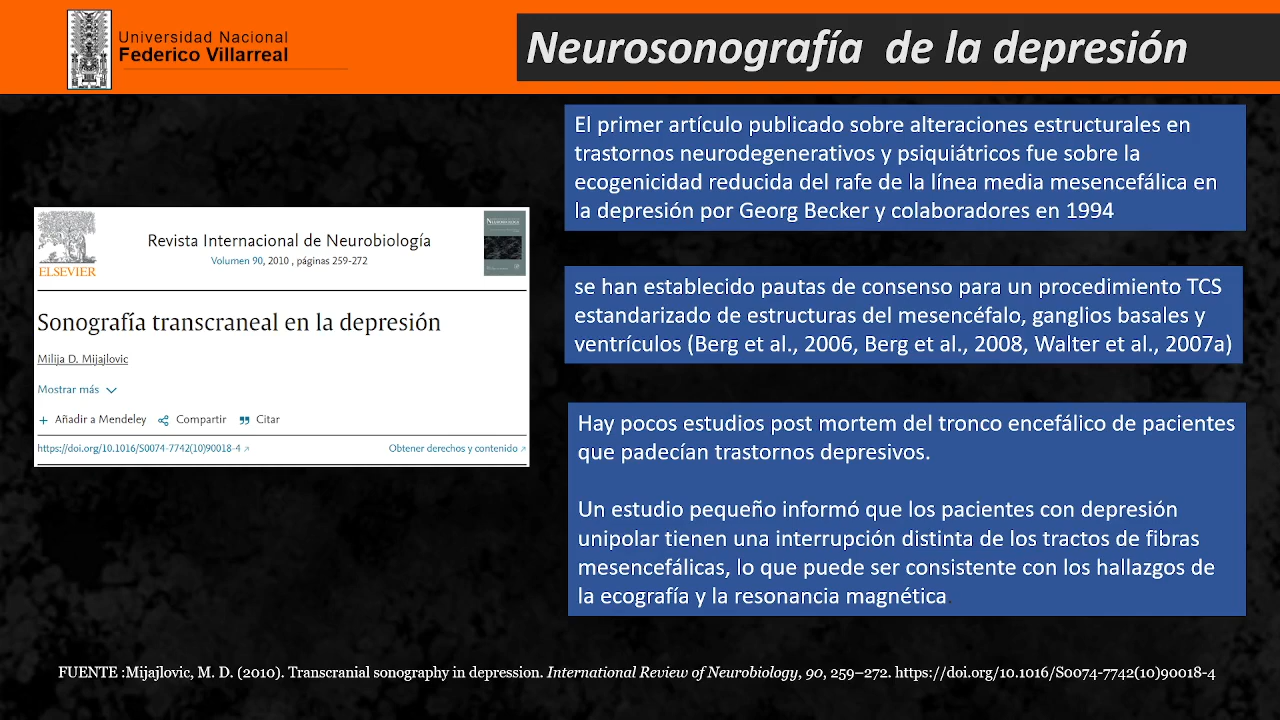 Universidad Nacional
Federico Villarreal
Neurosonografía de la depresión
El primer artículo publicado sobre alteraciones estructurales en
trastornos neurodegenerativos y psiquiátricos fue sobre la
ecogenicidad reducida del rafe de la línea media mesencefálica en
la depresión por Georg Becker y colaboradores en 1994
ELSEVIER
Revista Internacional de Neurobiología
Volumen 90, 2010 , páginas 259-272
Sonografía transcraneal en la depresión
Milija D. Mijajlovic
Mostrar más
+ Añadir a Mendeley Compartir Citar
https://doi.org/10.1016/S0074-7742(10)90018-4 ↗ Obtener derechos y contenido ↗
se han establecido pautas de consenso para un procedimiento TCS
estandarizado de estructuras del mesencéfalo, ganglios basales y
ventrículos (Berg et al., 2006, Berg et al., 2008, Walter et al., 2007a)
Hay pocos estudios post mortem del tronco encefálico de pacientes
que padecían trastornos depresivos.
Un estudio pequeño informó que los pacientes con depresión
unipolar tienen una interrupción distinta de los tractos de fibras
mesencefálicas, lo que puede ser consistente con los hallazgos de
la ecografía y la resonancia magnética
FUENTE :Mijajlovic, M. D. (2010). Transcranial sonography in depression. International Review of Neurobiology, 90, 259–272. https://doi.org/10.1016/S0074-7742(10)90018-4